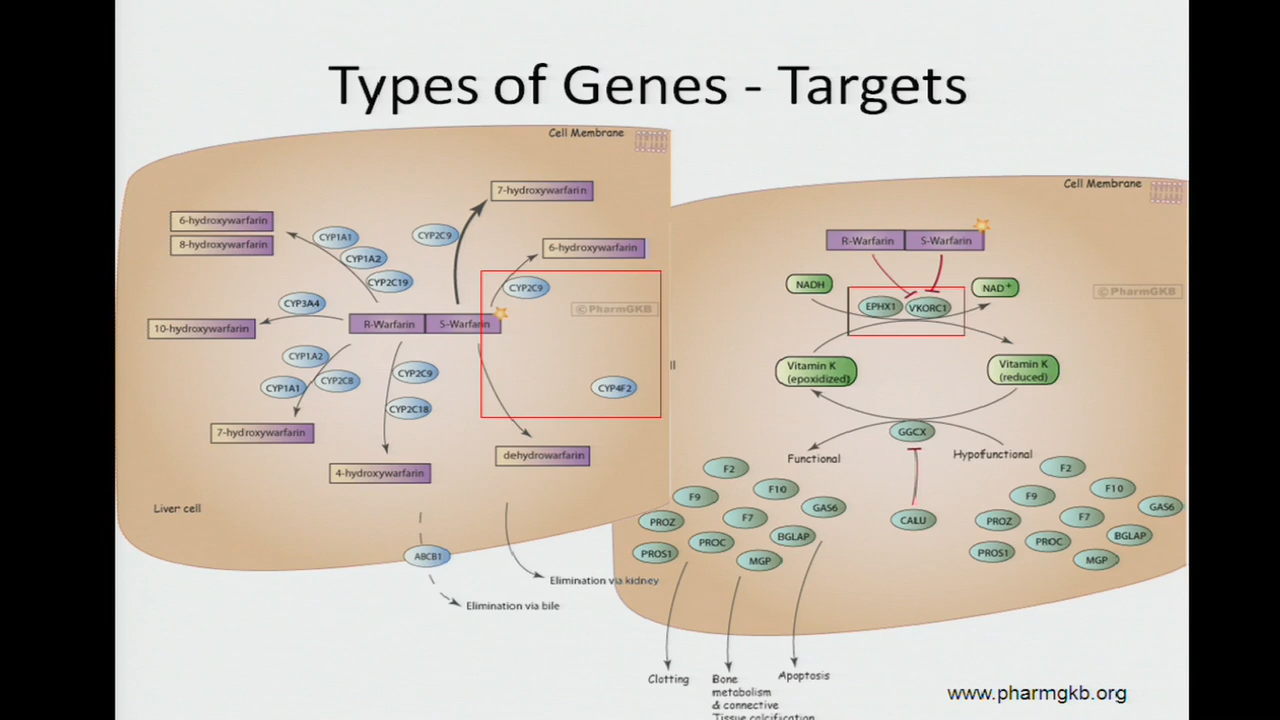 Types of Genes - Targets
Cell Membrane
7-hydroxywarfarin
6-hydroxywarfarin
8-hydroxywarfarin
CYP1A1
CYP1A2
CYP2C19
CYP2C9
6-hydroxywarfarin
CYP2C9
CYP3A4
©PharmGKB
10-hydroxywarfarin
R-Warfarin
S-Warfarin
CYP1A2
CYP1A1
CYP2C8
CYP2C9
CYP2C18
CYP4F2
7-hydroxywarfarin
4-hydroxywarfarin
dehydrowarfarin
Liver cell
ABCB1
Elimination via kidney
Elimination via bile
Cell Membrane
R-Warfarin
S-Warfarin
NADH
EPHX1
VKORC1
NAD+
©PharmGKB
Vitamin K
(epoxidized)
Vitamin K
(reduced)
GGCX
Functional
Hypofunctional
CALU
F2
F9
F10
GAS6
PROZ
F7
PROS1
PROC
BGLAP
MGP
F2
F9
F10
GAS6
PROZ
F7
PROS1
PROC
BGLAP
MGP
Clotting
Bone
metabolism
& connective
Tissue calcification
Apoptosis
www.pharmgkb.org